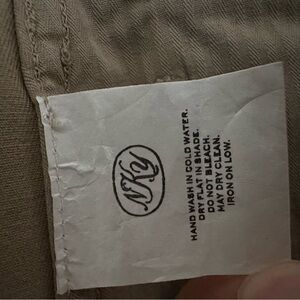 NKy
HAND WASH IN COLD WATER.
DRY FLAT IN SHADE.
DO NOT BLEACH.
MAY DRY CLEAN.
IRON ON LOW.